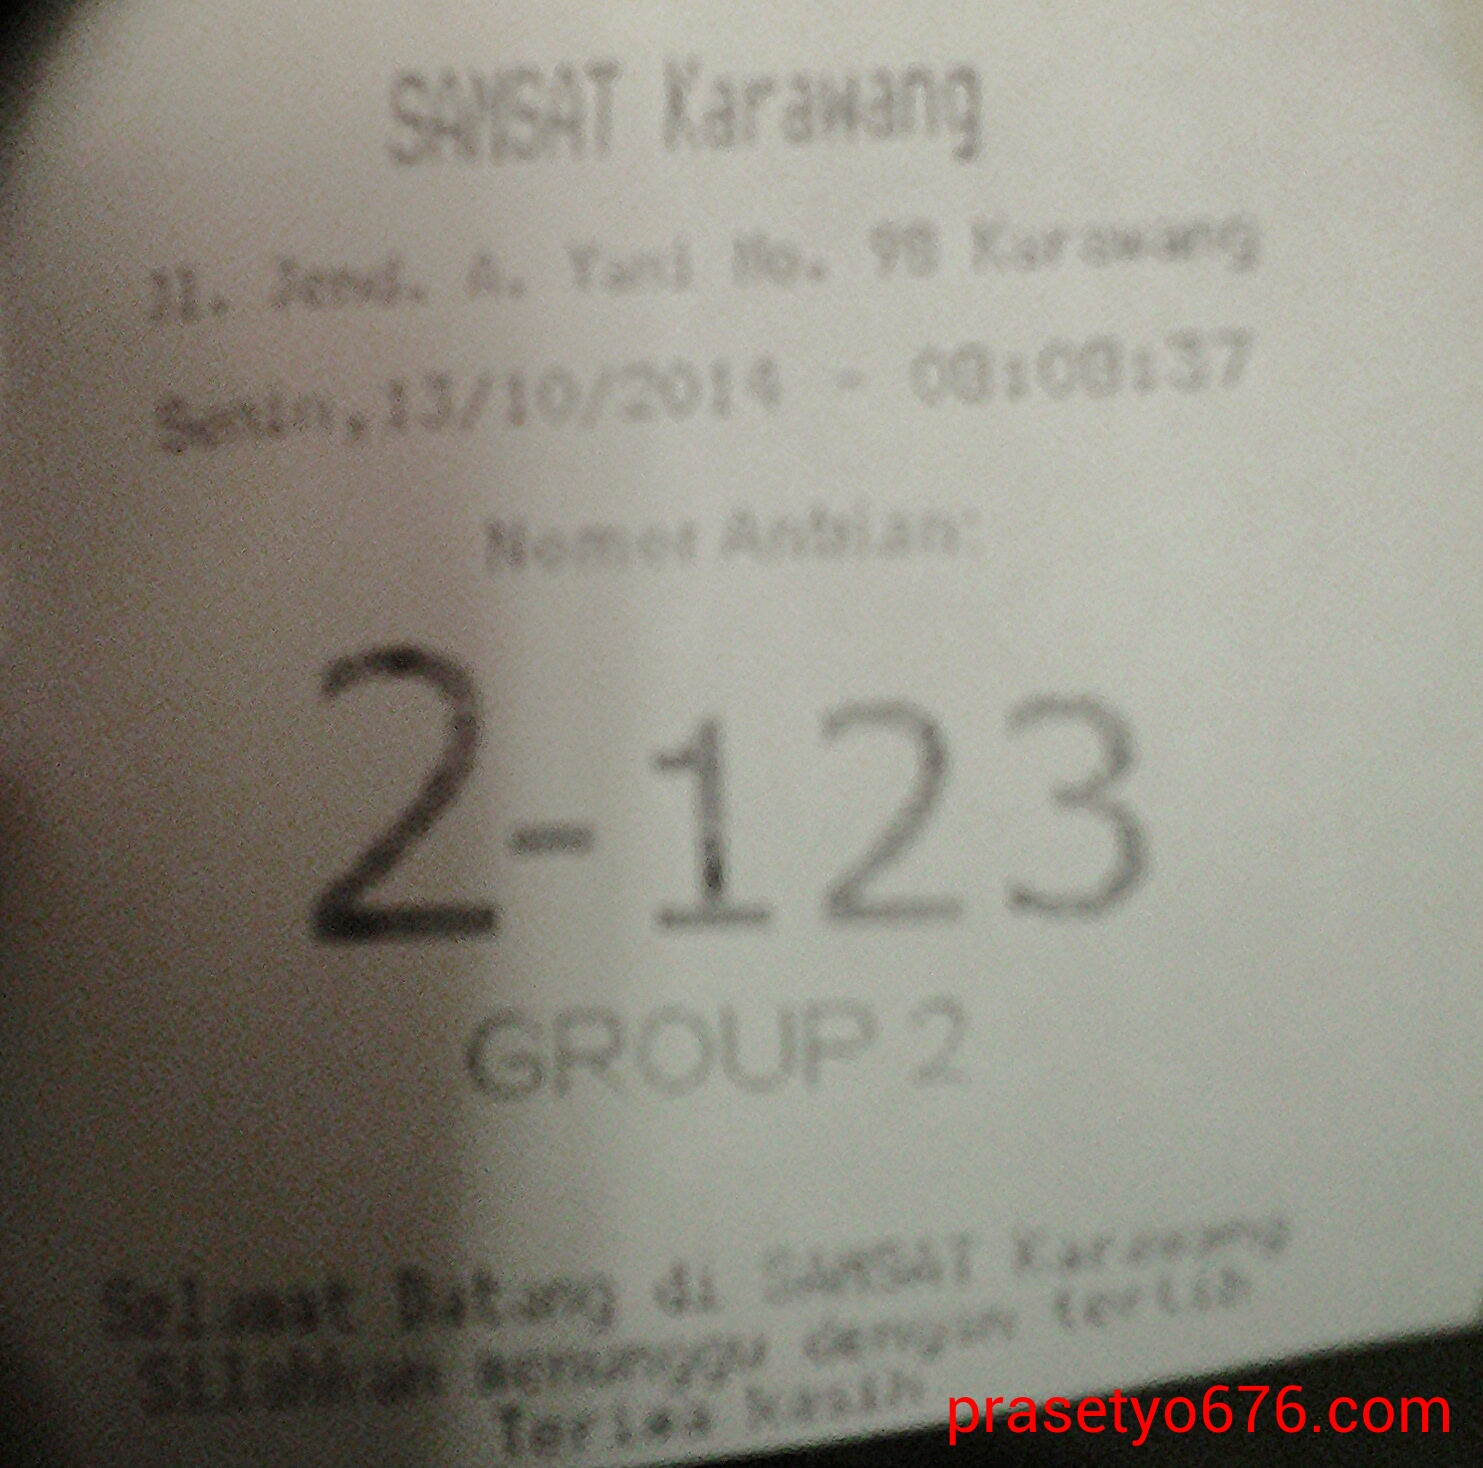 SAMSAT Karawang
Jl. Jend. A. Yani No. 98 Karawang
Senin,13/10/2014 - 08:08:37
Nomor Antrian:
2-123
GROUP 2
Selamat Datang di SAMSAT Karawang
Silahkan menunggu dengan tertib
Terima kasih
prasetyo676.com